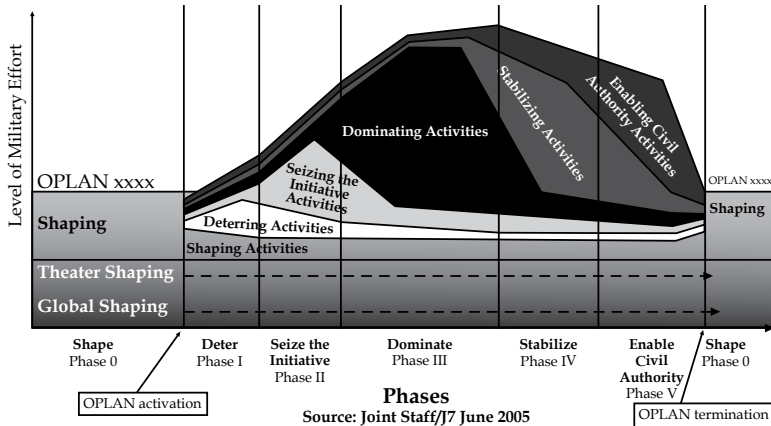 Level of Military Effort
OPLAN xxxx
Shaping
Theater Shaping
Global Shaping
Shaping Activities
Deterring Activities
Seizing the
Initiative
Activities
Dominating Activities
Stabilizing Activities
Enabling Civil
Authority Activities
OPLAN xxxx
Shaping
Shape
Phase 0
Deter
Phase I
Seize the
Initiative
Phase II
Dominate
Phase III
Stabilize
Phase IV
Enable
Civil
Authority
Phase V
Shape
Phase 0
OPLAN activation
Phases
Source: Joint Staff/J7 June 2005
OPLAN termination